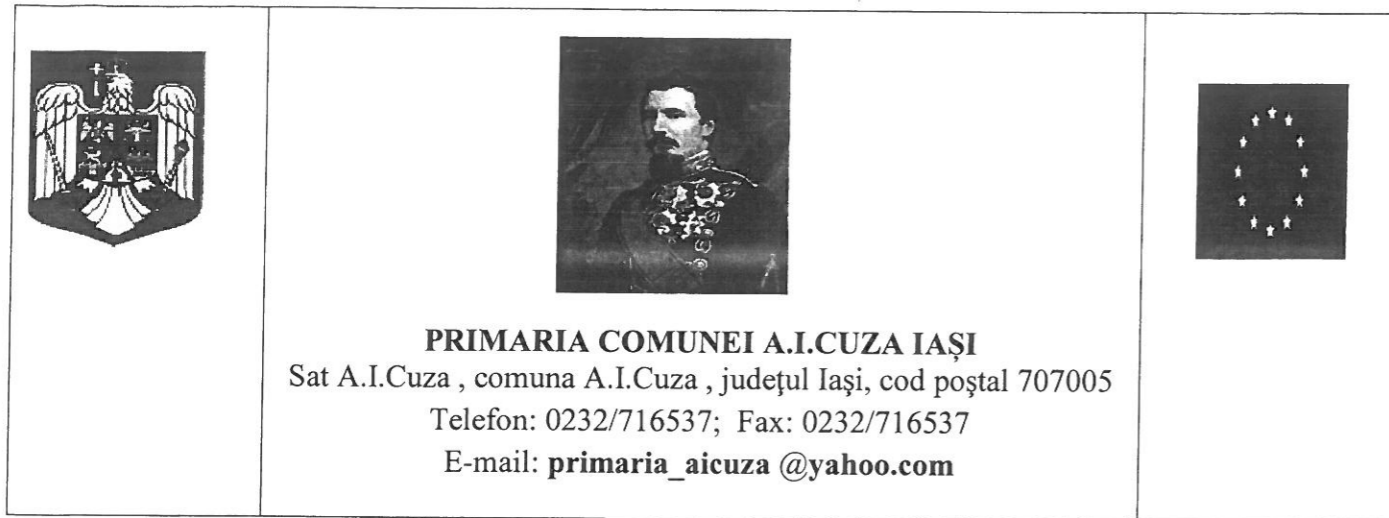 PRIMARIA COMUNEI A.I.CUZA IAȘI
Sat A.I.Cuza , comuna A.I.Cuza , judeţul Iaşi, cod poştal 707005
Telefon: 0232/716537; Fax: 0232/716537
E-mail: primaria_aicuza @yahoo.com